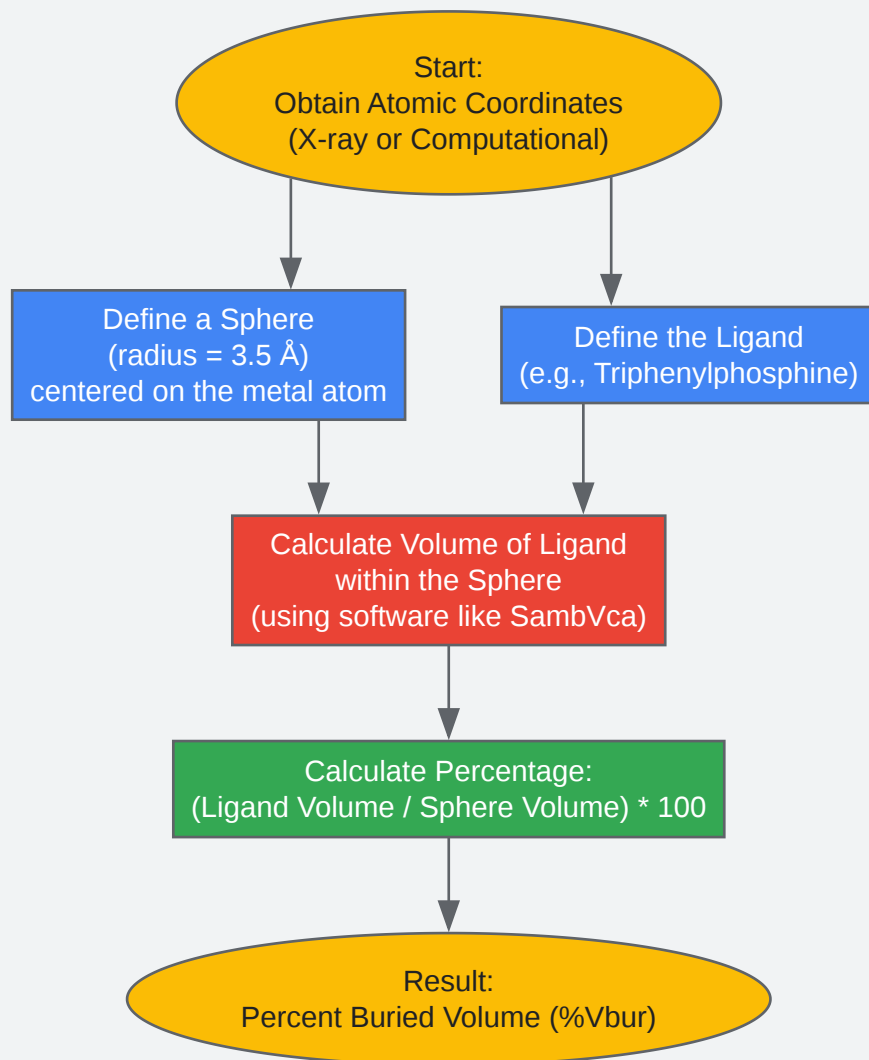 Start:
Obtain Atomic Coordinates
(X-ray or Computational)
Define a Sphere
(radius = 3.5 Å)
centered on the metal atom
Define the Ligand
(e.g., Triphenylphosphine)
Calculate Volume of Ligand
within the Sphere
(using software like SambVca)
Calculate Percentage:
(Ligand Volume / Sphere Volume) * 100
Result:
Percent Buried Volume (%Vbur)